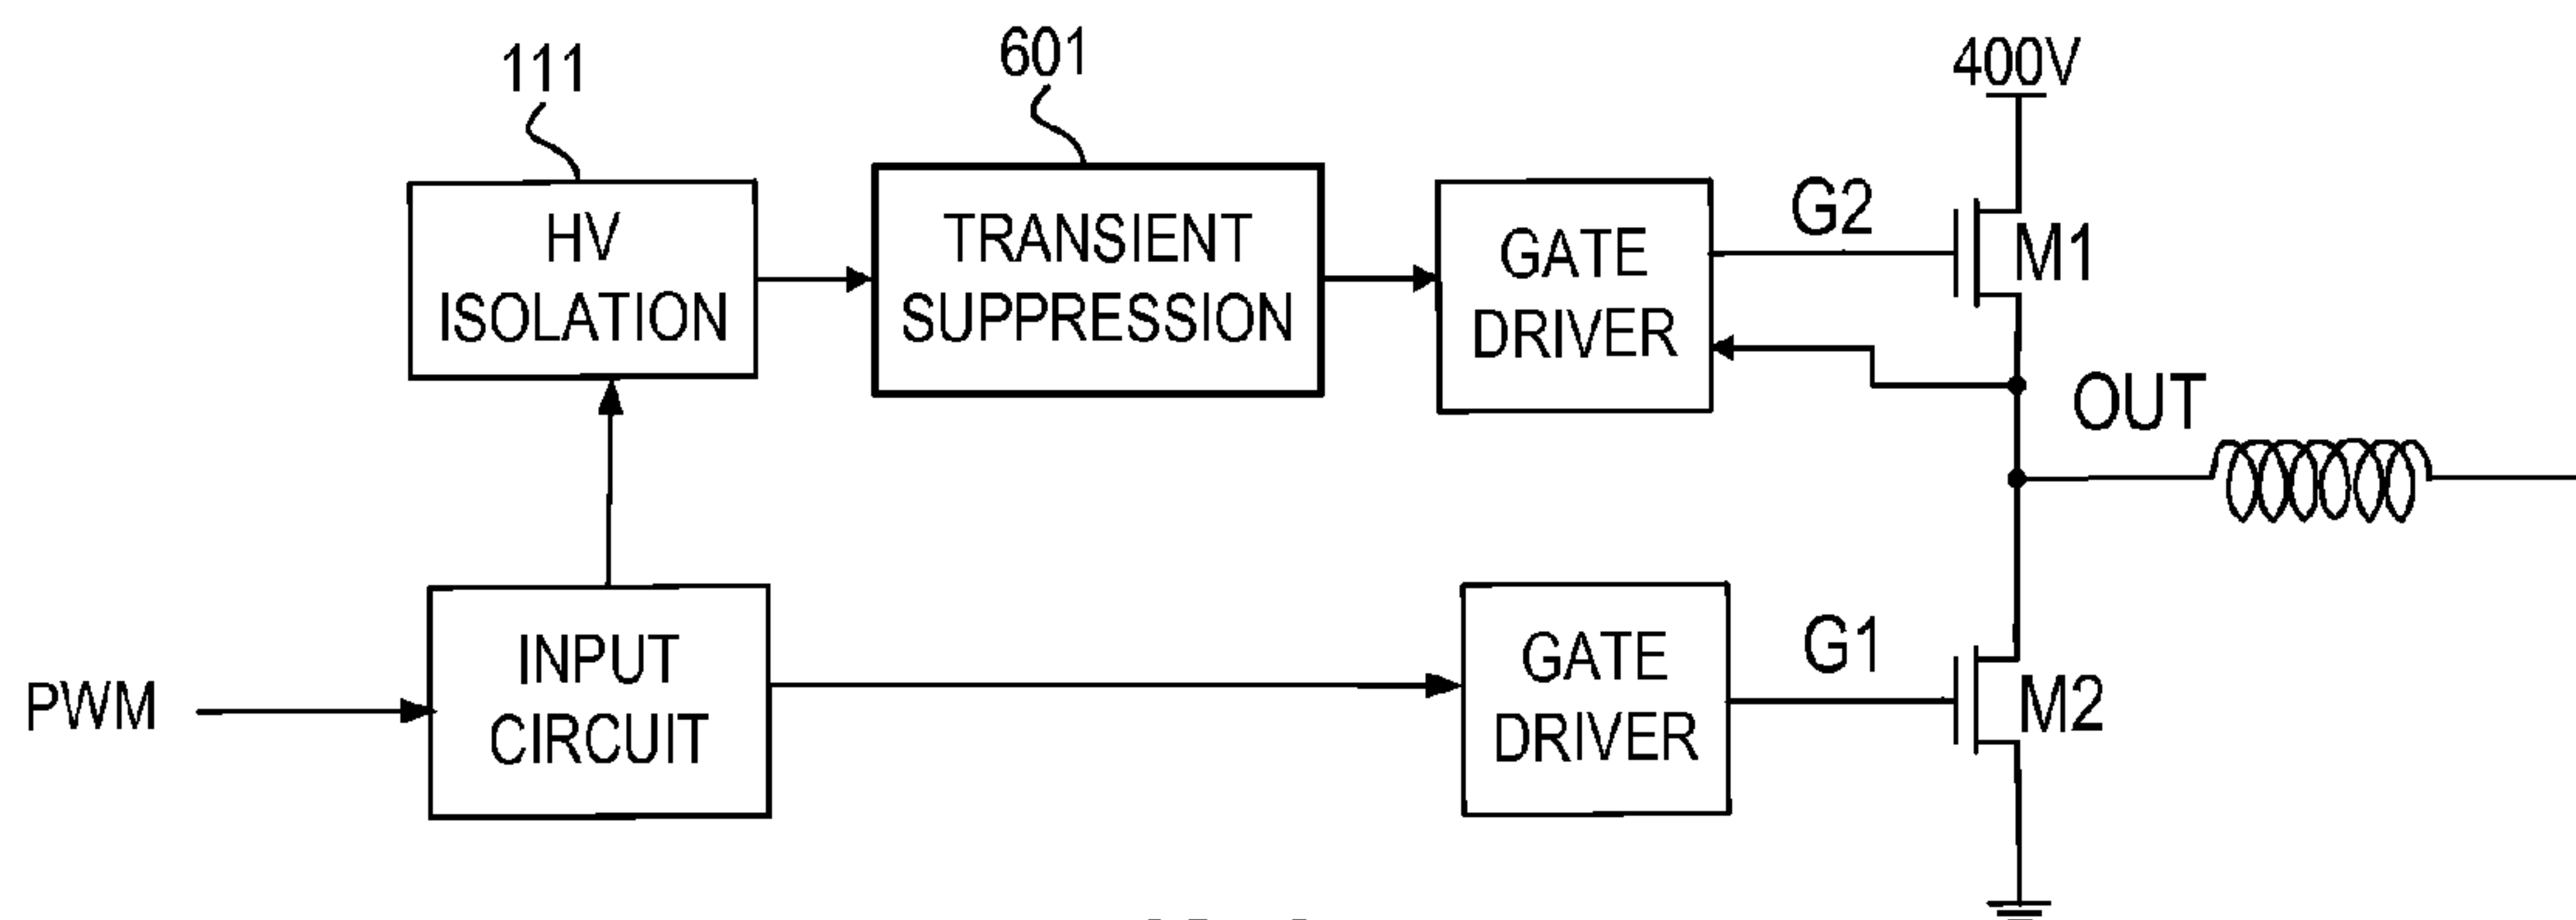 111
601
400V
HV
ISOLATION
TRANSIENT
SUPPRESSION
GATE
DRIVER
G2
M1
OUT
PWM
INPUT
CIRCUIT
GATE
DRIVER
G1
M2